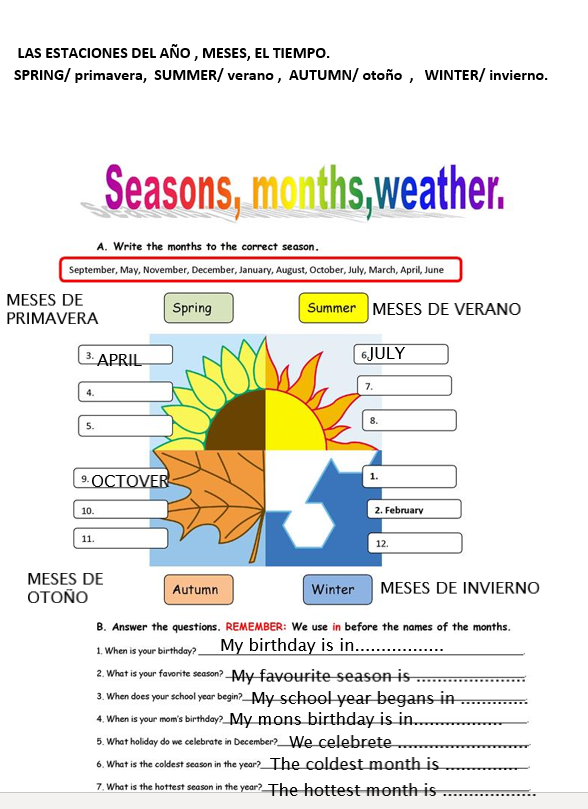 LAS ESTACIONES DEL AÑO , MESES, EL TIEMPO.
SPRING/ primavera, SUMMER/ verano , AUTUMN/ otoño , WINTER/ invierno.
Seasons, months,weather.
A. Write the months to the correct season.
September, May, November, December, January, August, October, July, March, April, June
MESES DE
PRIMAVERA
Spring
Summer
MESES DE VERANO
3. APRIL
6. JULY
4.
7.
5.
8.
9. OCTOVER
1.
10.
2. February
11.
12.
MESES DE
OTOÑO
Autumn
Winter
MESES DE INVIERNO
B. Answer the questions. REMEMBER: We use in before the names of the months.
1. When is your birthday? My birthday is in.................
2. What is your favorite season? My favourite season is .....................
3. When does your school year begin? My school year begans in .............
4. When is your mom's birthday? My mons birthday is in.................
5. What holiday do we celebrate in December? We celebrete .........................
6. What is the coldest season in the year? The coldest month is ..............
7. What is the hottest season in the year? The hottest month is ..................